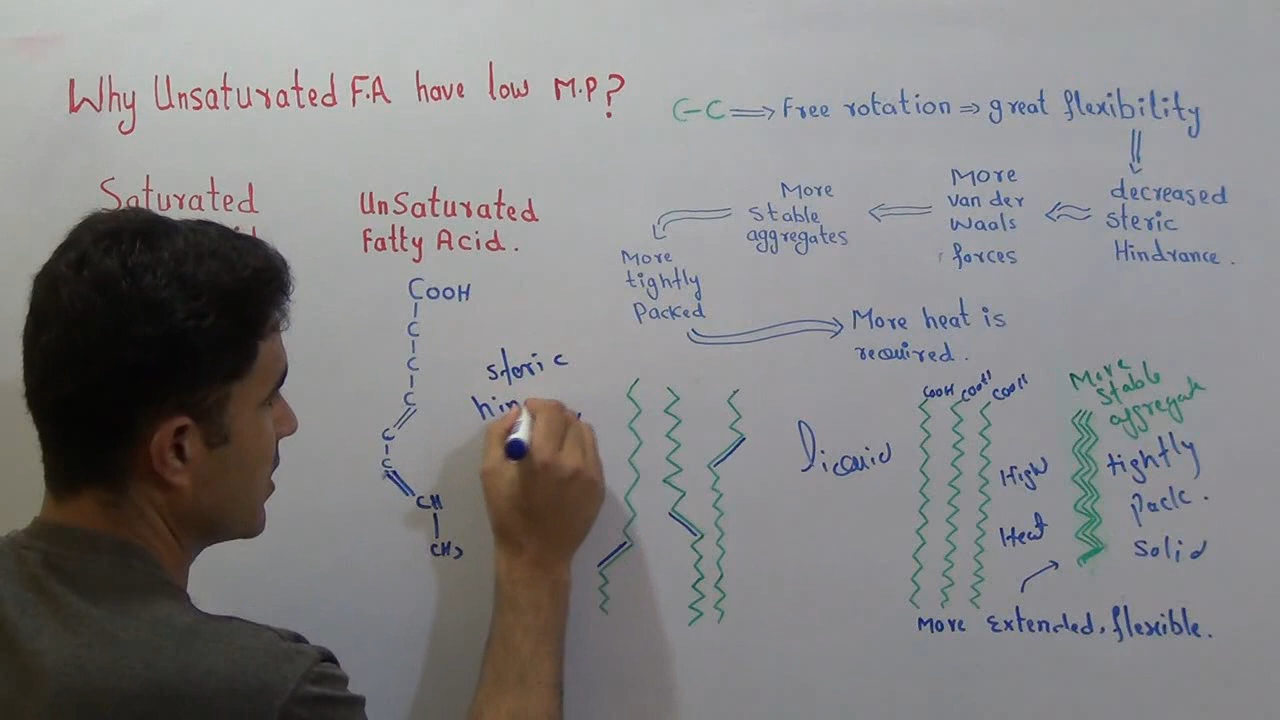 Why Unsaturated F.A have low M.P?
C-C ⟹ Free rotation ⇒ great flexibility
Saturated
UnSaturated
Fatty Acid.
decreased
steric
Hindrance.
More
van der
Waals
forces
More
stable
aggregates
More
tightly
Packed
More heat is
required.
COOH
C
C
C
C
C
C
CH
CH3
steric
hin
liquid
COOH COOH COOH
High
Heat
More
stable
aggregate
tightly
pack.
solid
More Extended, flexible.